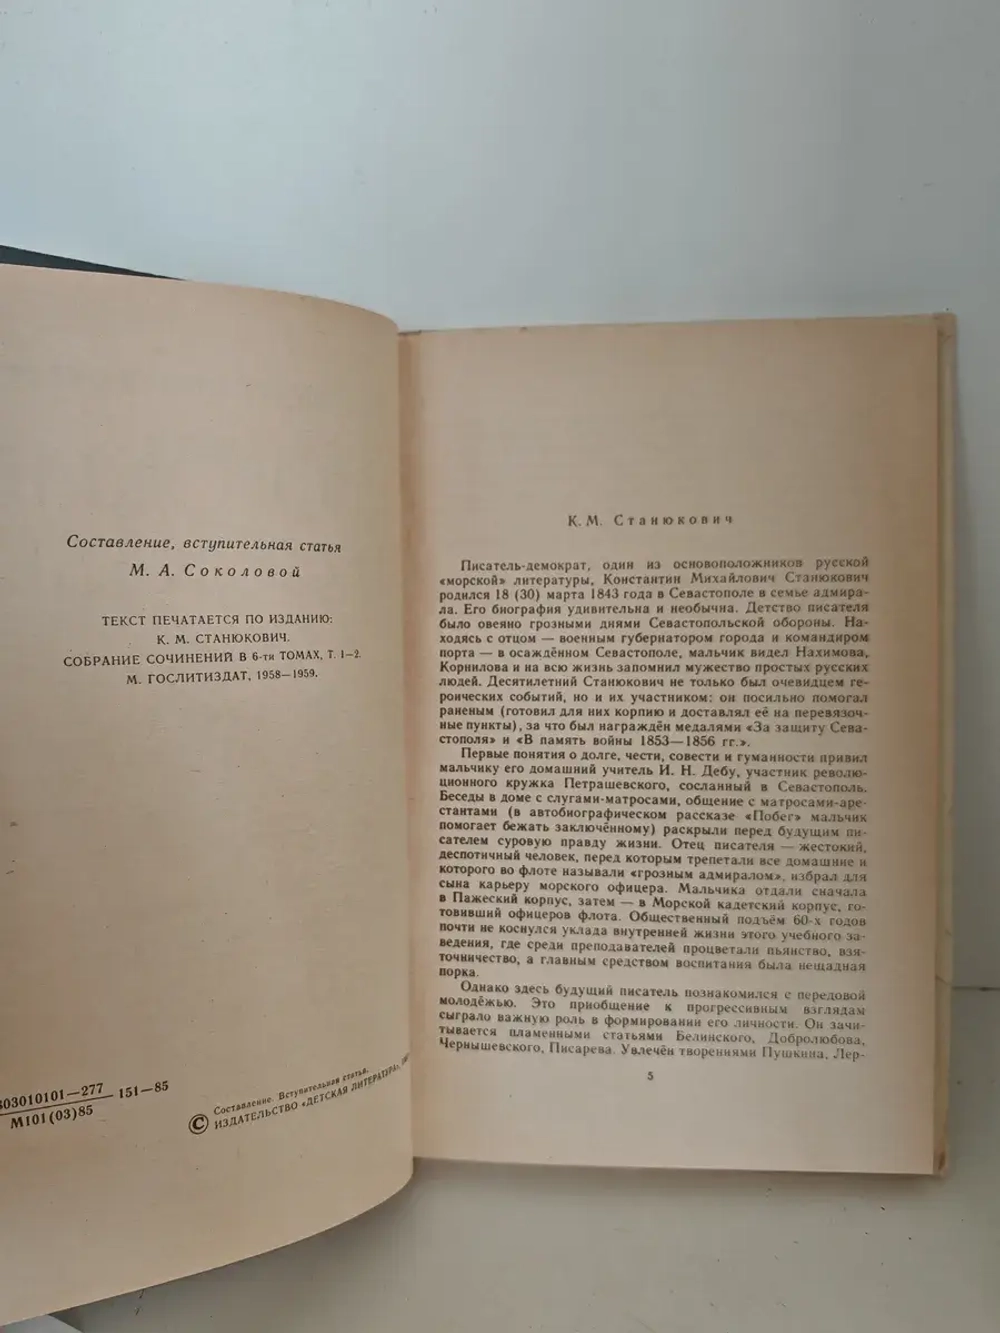 Составление, вступительная статья
М. А. Соколовой
ТЕКСТ ПЕЧАТАЕТСЯ ПО ИЗДАНИЮ:
К. М. СТАНЮКОВИЧ.
СОБРАНИЕ СОЧИНЕНИЙ В 6-ти ТОМАХ, Т. 1—2.
М. ГОСЛИТИЗДАТ, 1958—1959.
803010101—277
М101(03)85
151—85
© Составление. Вступительная статья.
ИЗДАТЕЛЬСТВО «ДЕТСКАЯ ЛИТЕРАТУРА»,
К. М. Станюкович
Писатель-демократ, один из основоположников русской
«морской» литературы, Константин Михайлович Станюкович
родился 18 (30) марта 1843 года в Севастополе в семье адмира-
ла. Его биография удивительна и необычна. Детство писателя
было овеяно грозными днями Севастопольской обороны. На-
ходясь с отцом — военным губернатором города и командиром
порта — в осаждённом Севастополе, мальчик видел Нахимова,
Корнилова и на всю жизнь запомнил мужество простых русских
людей. Десятилетний Станюкович не только был очевидцем ге-
роических событий, но и их участником: он посильно помогал
раненым (готовил для них корпию и доставлял её на перевязоч-
ные пункты), за что был награждён медалями «За защиту Сева-
стополя» и «В память войны 1853—1856 гг.».
Первые понятия о долге, чести, совести и гуманности привил
мальчику его домашний учитель И. Н. Дебу, участник револю-
ционного кружка Петрашевского, сосланный в Севастополь.
Беседы в доме с слугами-матросами, общение с матросами-аре-
стантами (в автобиографическом рассказе «Побег» мальчик
помогает бежать заключённому) раскрыли перед будущим пи-
сателем суровую правду жизни. Отец писателя — жестокий,
деспотичный человек, перед которым трепетали все домашние и
которого во флоте называли «грозным адмиралом», избрал для
сына карьеру морского офицера. Мальчика отдали сначала
в Пажеский корпус, затем — в Морской кадетский корпус, го-
товивший офицеров флота. Общественный подъём 60-х годов
почти не коснулся уклада внутренней жизни этого учебного за-
ведения, где среди преподавателей процветали пьянство, взя-
точничество, а главным средством воспитания была нещадная
порка.
Однако здесь будущий писатель познакомился с передовой
молодёжью. Это приобщение к прогрессивным взглядам
сыграло важную роль в формировании его личности. Он зачи-
тывается пламенными статьями Белинского, Добролюбова,
Чернышевского, Писарева. Увлечён творениями Пушкина, Лер-
5